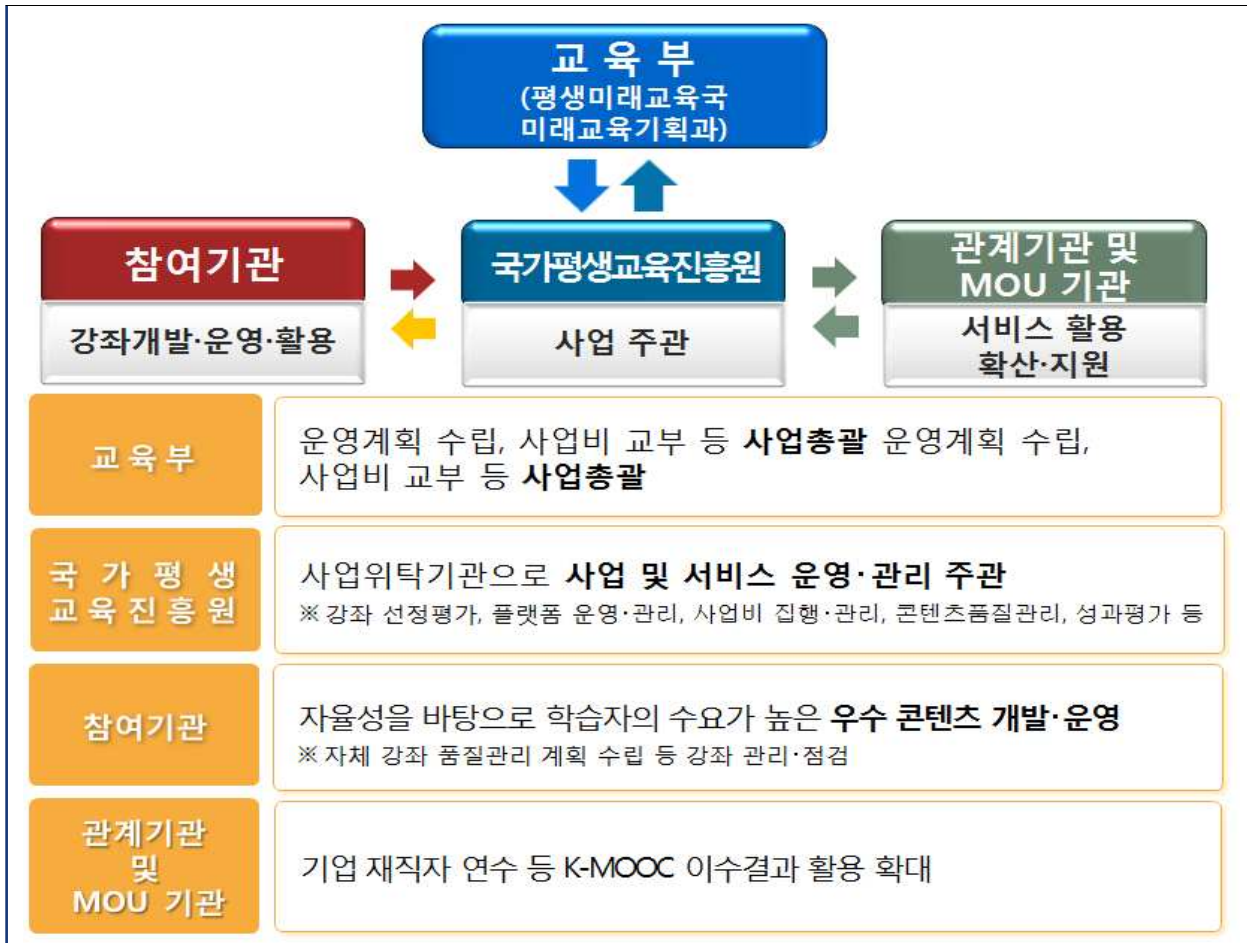 교 육 부
(평생미래교육국
미래교육기획과)
참여기관
강좌개발·운영·활용
국가평생교육진흥원
사업 주관
관계기관 및
MOU 기관
서비스 활용
확산·지원
교육부
운영계획 수립, 사업비 교부 등 사업총괄 운영계획 수립,
사업비 교부 등 사업총괄
국 가 평 생
교육진흥원
사업위탁기관으로 사업 및 서비스 운영·관리 주관
※ 강좌 선정평가, 플랫폼 운영·관리, 사업비 집행·관리, 콘텐츠품질관리, 성과평가 등
참여기관
자율성을 바탕으로 학습자의 수요가 높은 우수 콘텐츠 개발·운영
※ 자체 강좌 품질관리 계획 수립 등 강좌 관리·점검
관계기관
및
MOU 기관
기업 재직자 연수 등 K-MOOC 이수결과 활용 확대